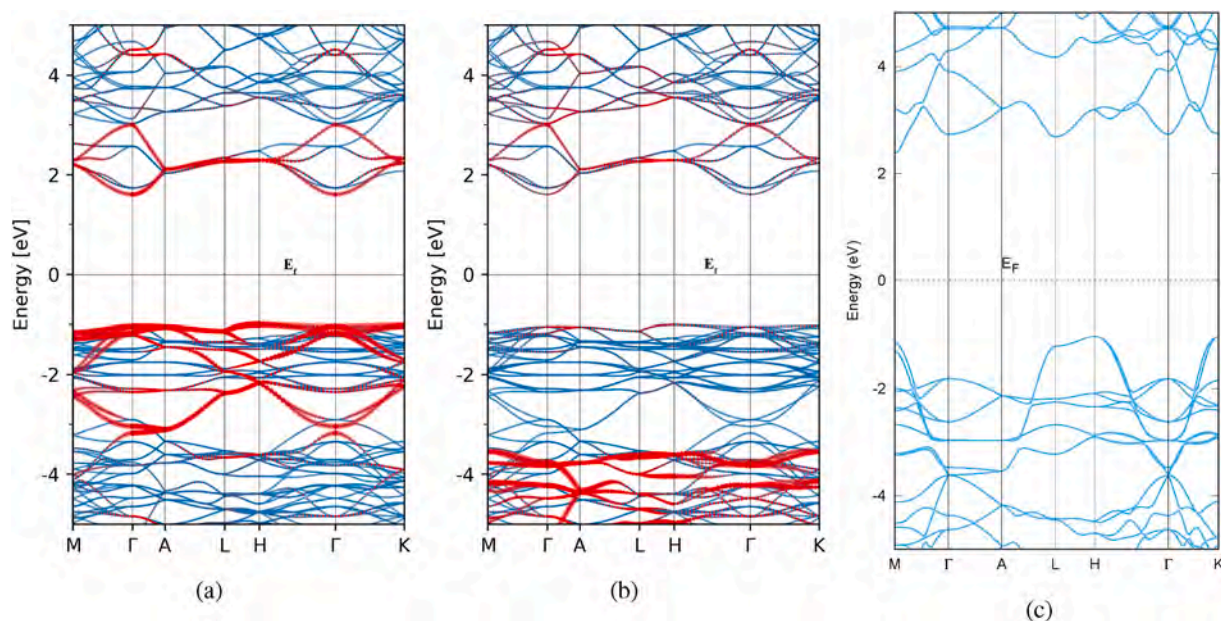 Energy [eV]
4
2
0
-2
-4
E_f
M Γ A L H Γ K
(a)
Energy [eV]
4
2
0
-2
-4
E_f
M Γ A L H Γ K
(b)
Energy (eV)
4
2
0
-2
-4
E_F
M Γ A L H Γ K
(c)